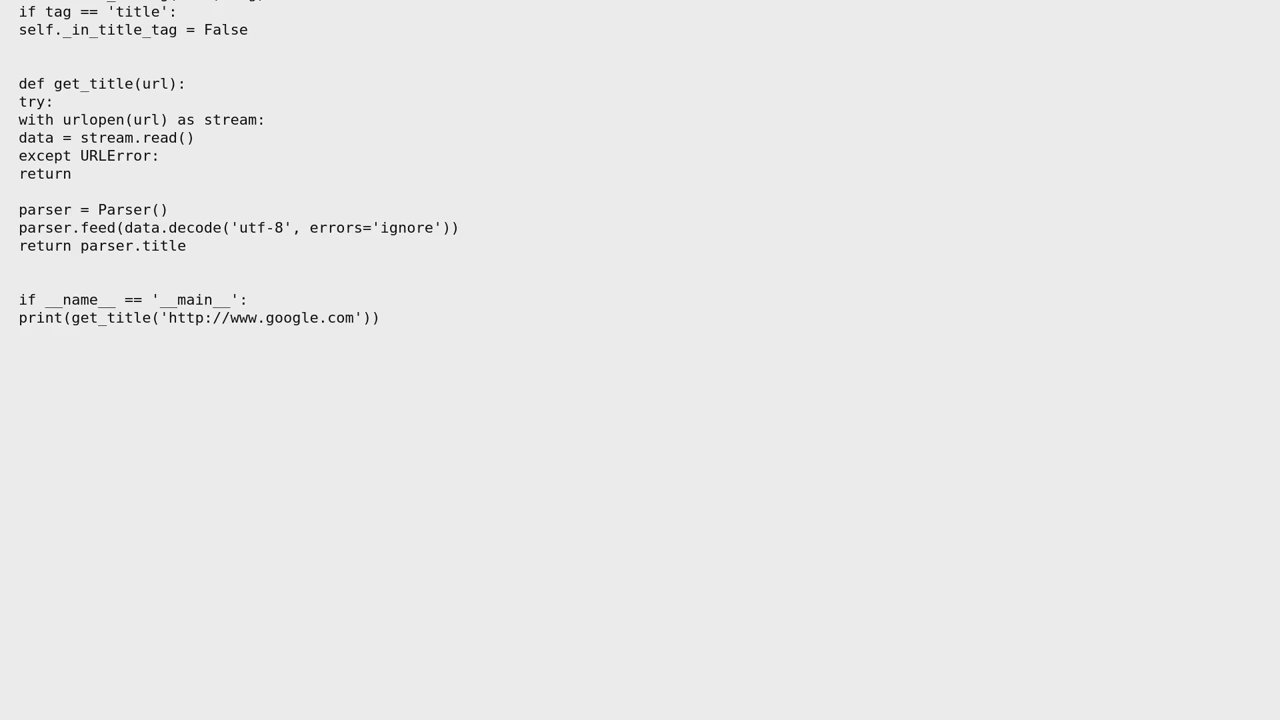 if tag == 'title':
self._in_title_tag = False
def get_title(url):
try:
with urlopen(url) as stream:
data = stream.read()
except URLError:
return
parser = Parser()
parser.feed(data.decode('utf-8', errors='ignore'))
return parser.title
if __name__ == '__main__':
print(get_title('http://www.google.com'))